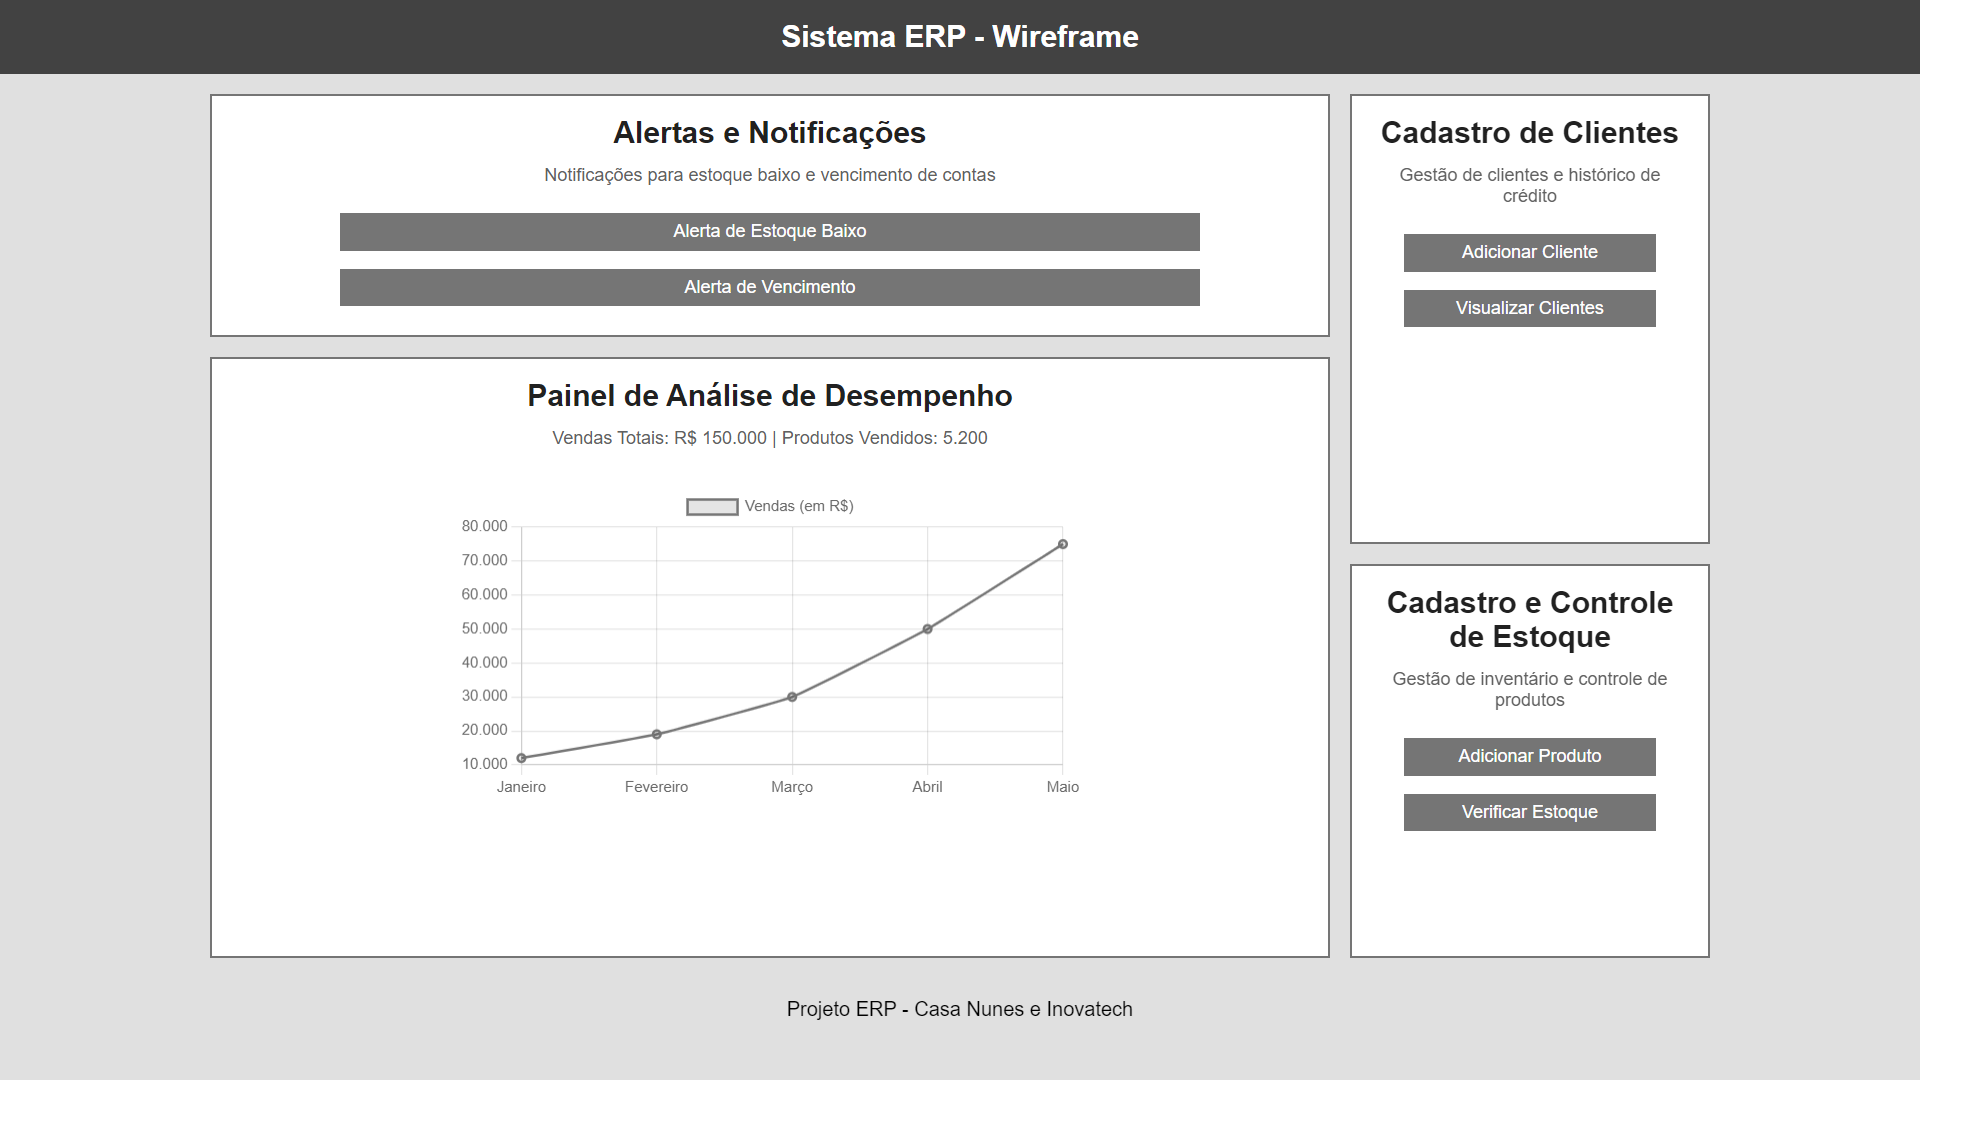 Sistema ERP - Wireframe
Alertas e Notificações
Notificações para estoque baixo e vencimento de contas
Alerta de Estoque Baixo
Alerta de Vencimento
Cadastro de Clientes
Gestão de clientes e histórico de
crédito
Adicionar Cliente
Visualizar Clientes
Painel de Análise de Desempenho
Vendas Totais: R$ 150.000 | Produtos Vendidos: 5.200
Vendas (em R$)
80.000
70.000
60.000
50.000
40.000
30.000
20.000
10.000
Janeiro Fevereiro Março Abril Maio
Cadastro e Controle
de Estoque
Gestão de inventário e controle de
produtos
Adicionar Produto
Verificar Estoque
Projeto ERP - Casa Nunes e Inovatech